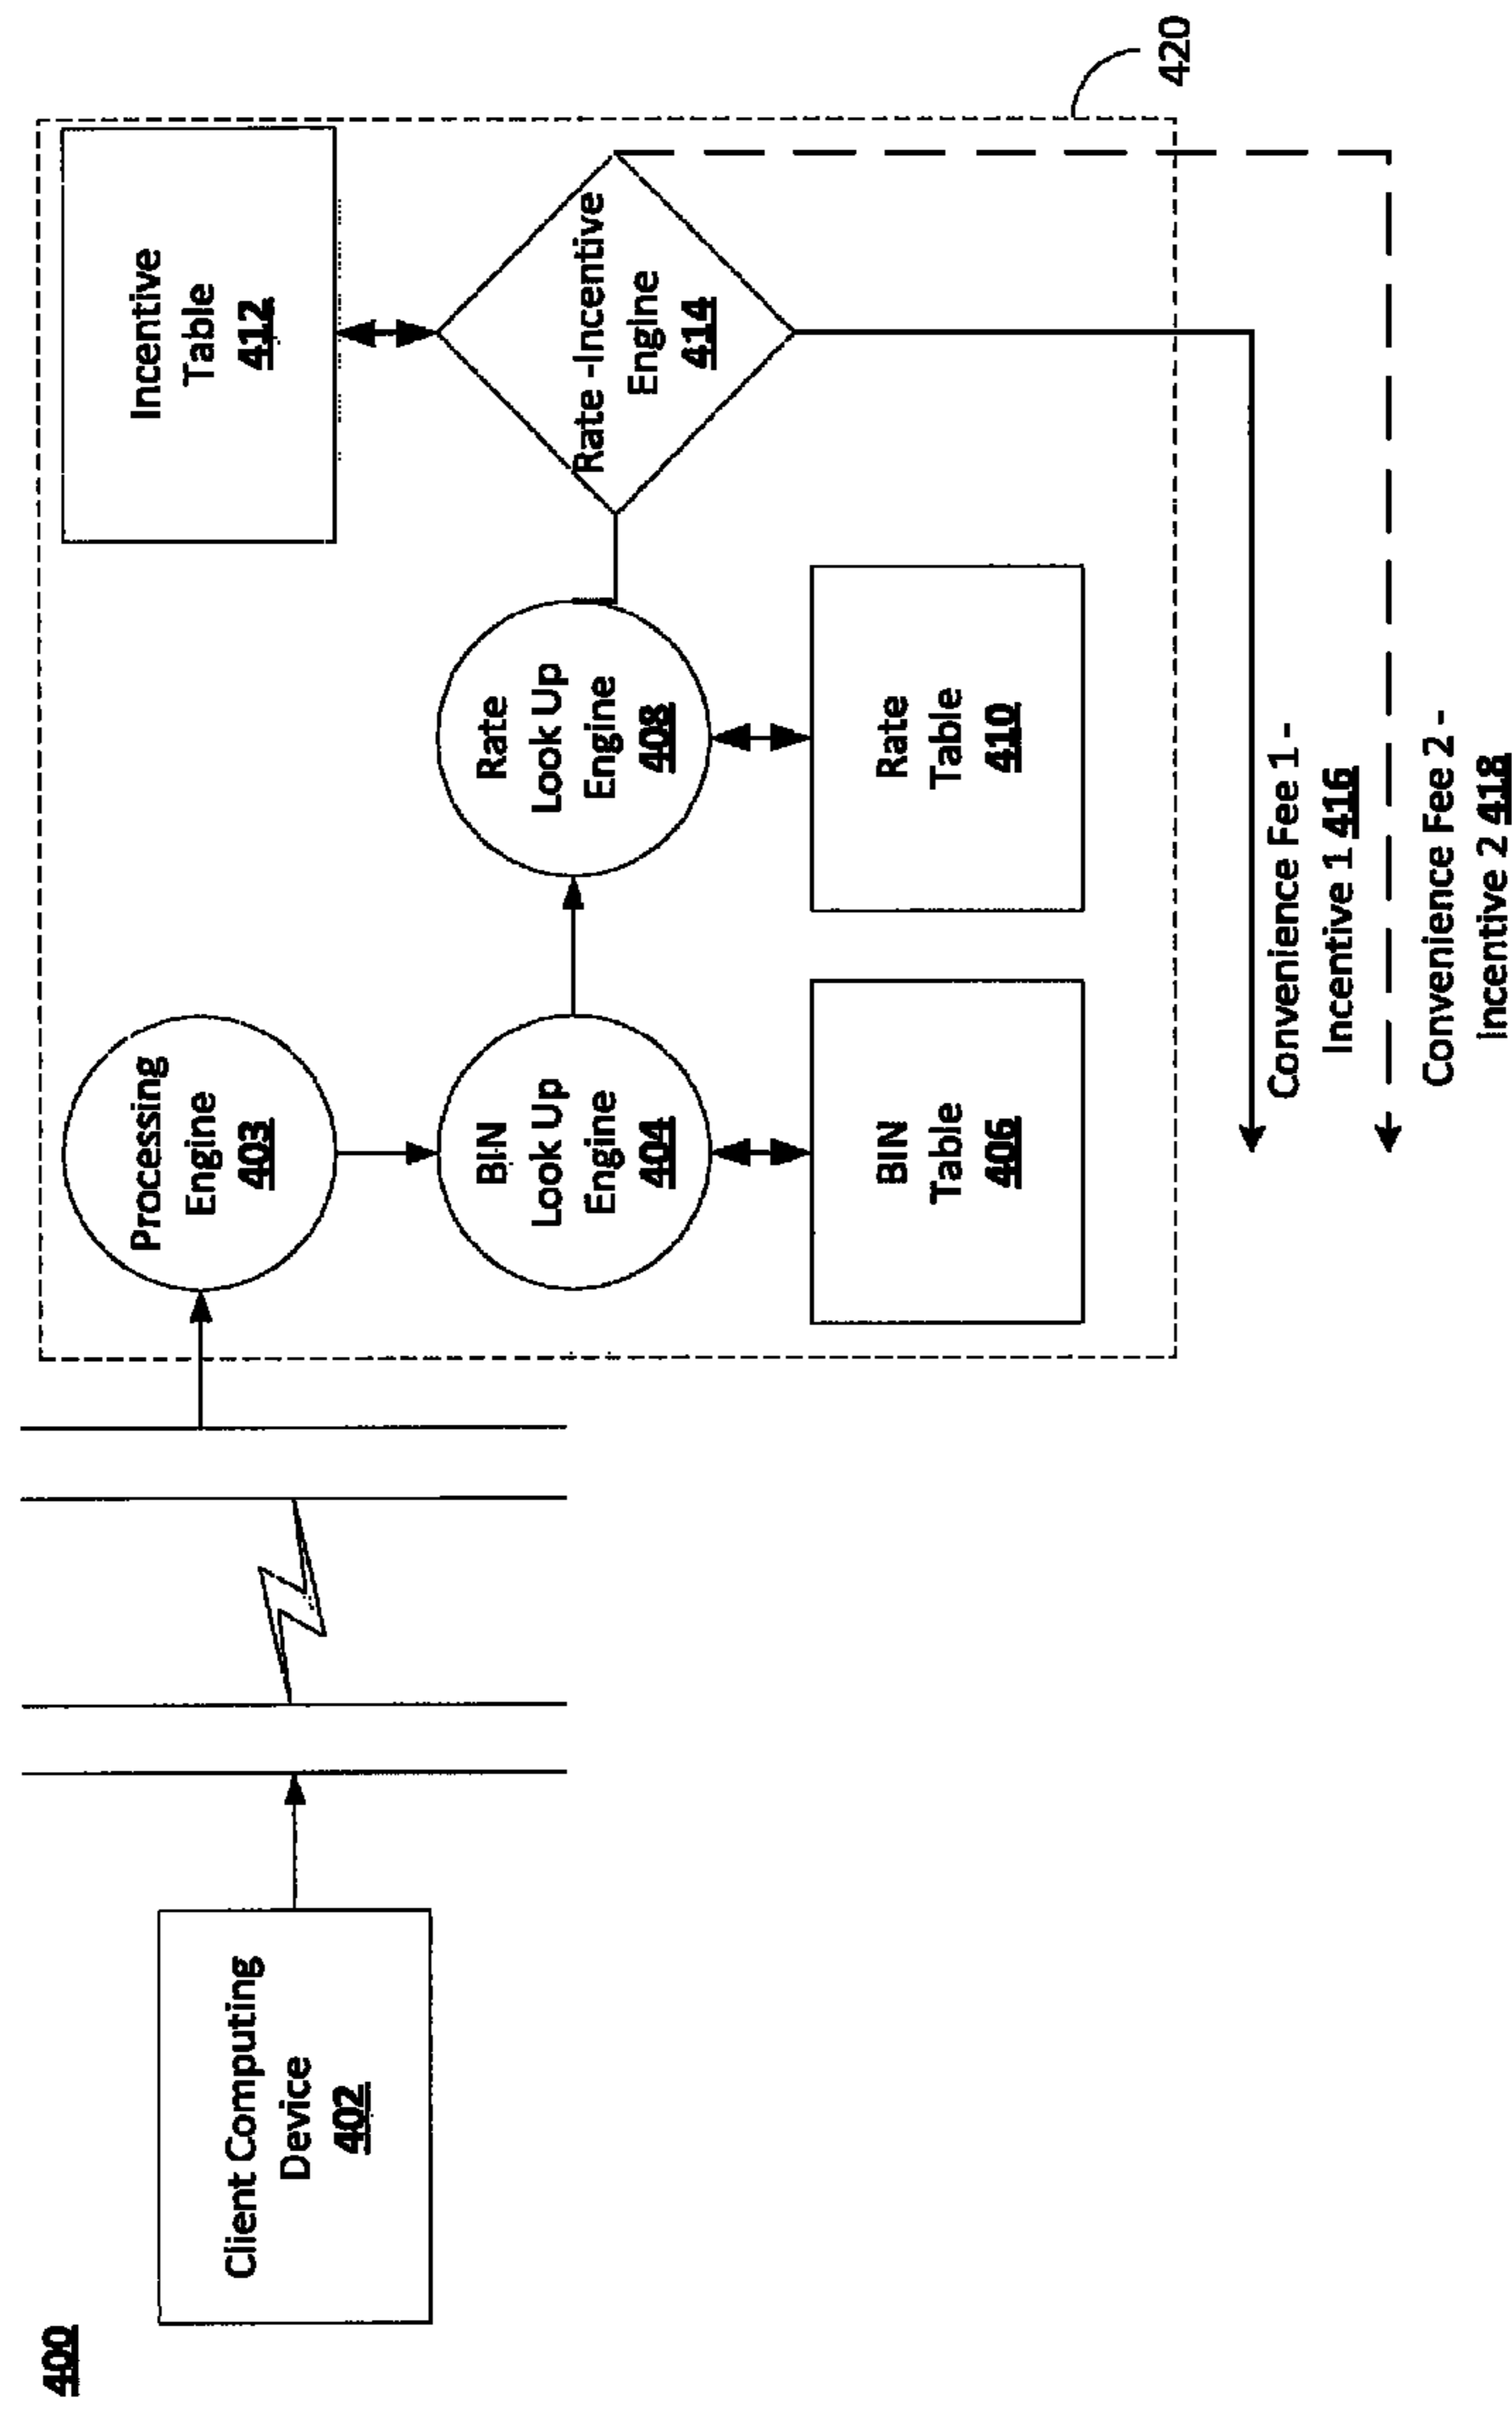 400
Client Computing
Device
402
Processing
Engine
403
BIN
Look Up
Engine
404
BIN
Table
406
Rate
Look Up
Engine
408
Rate
Table
410
Incentive
Table
412
Rate -Incentive
Engine
414
420
Convenience Fee 1 -
Incentive 1 416
Convenience Fee 2 -
Incentive 2 418